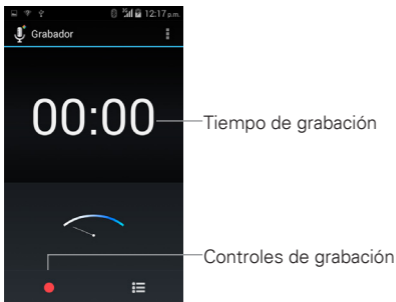 12:17 p.m.
Grabador
00:00
Tiempo de grabación
Controles de grabación